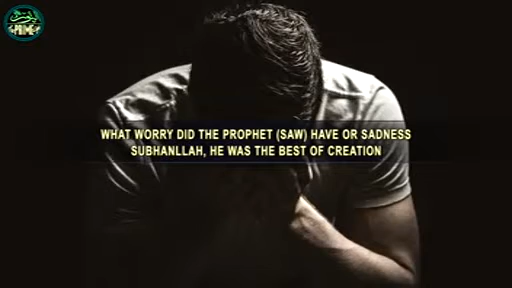 WHAT WORRY DID THE PROPHET (SAW) HAVE OR SADNESS
SUBHANLLAH, HE WAS THE BEST OF CREATION